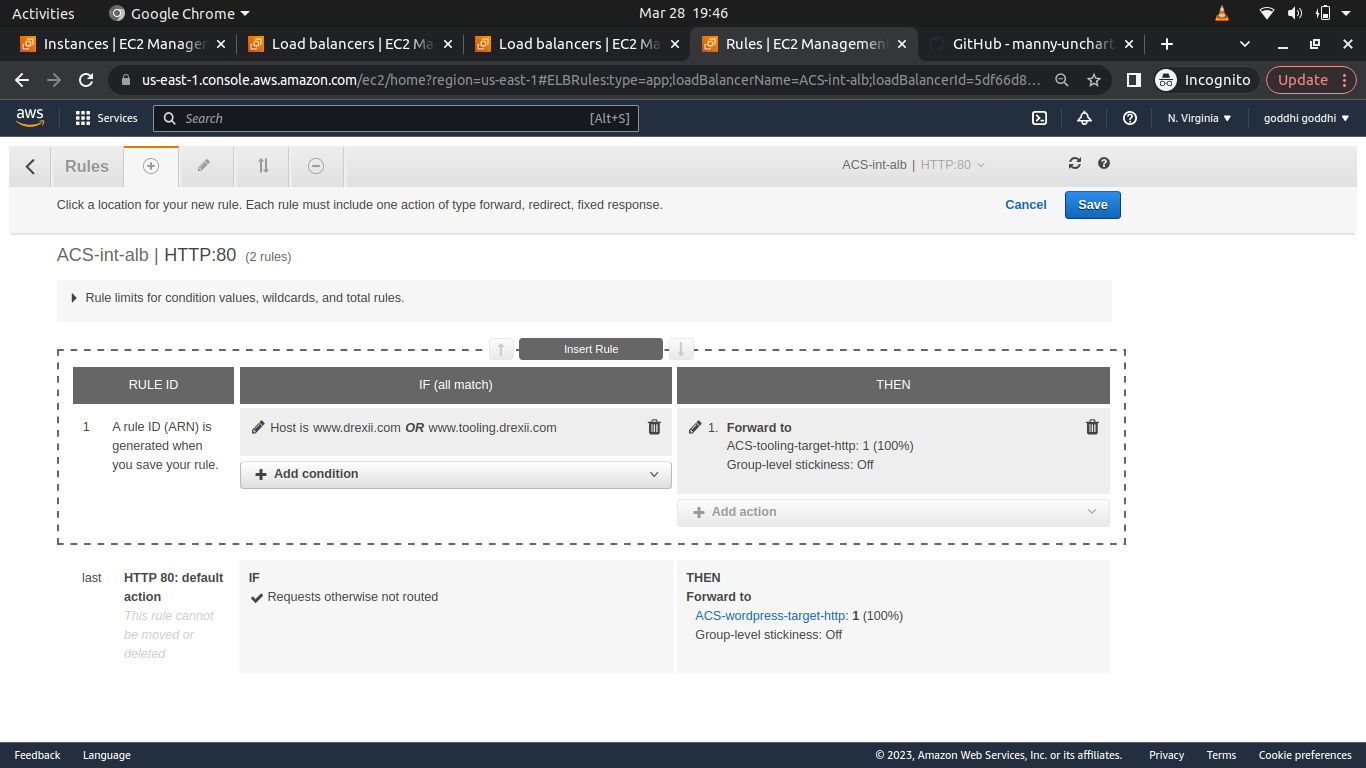 Activities Google Chrome Mar 28 19:46
Instances | EC2 Manager Load balancers | EC2 Ma Load balancers | EC2 Ma Rules | EC2 Management GitHub - manny-unchart
us-east-1.console.aws.amazon.com/ec2/home?region=us-east-1#ELBRules:type=app;loadBalancerName=ACS-int-alb;loadBalancerId=5df66d8... Incognito Update
aws Services Search [Alt+S] N. Virginia goddhi goddhi
Rules ACS-int-alb | HTTP:80
Click a location for your new rule. Each rule must include one action of type forward, redirect, fixed response. Cancel Save
ACS-int-alb | HTTP:80 (2 rules)
Rule limits for condition values, wildcards, and total rules.
Insert Rule
RULE ID IF (all match) THEN
1 A rule ID (ARN) is generated when you save your rule.
Host is www.drexii.com OR www.tooling.drexii.com
Add condition
1. Forward to
ACS-tooling-target-http: 1 (100%)
Group-level stickiness: Off
Add action
last HTTP 80: default action
This rule cannot be moved or deleted
IF
Requests otherwise not routed
THEN
Forward to
ACS-wordpress-target-http: 1 (100%)
Group-level stickiness: Off
Feedback Language © 2023, Amazon Web Services, Inc. or its affiliates. Privacy Terms Cookie preferences